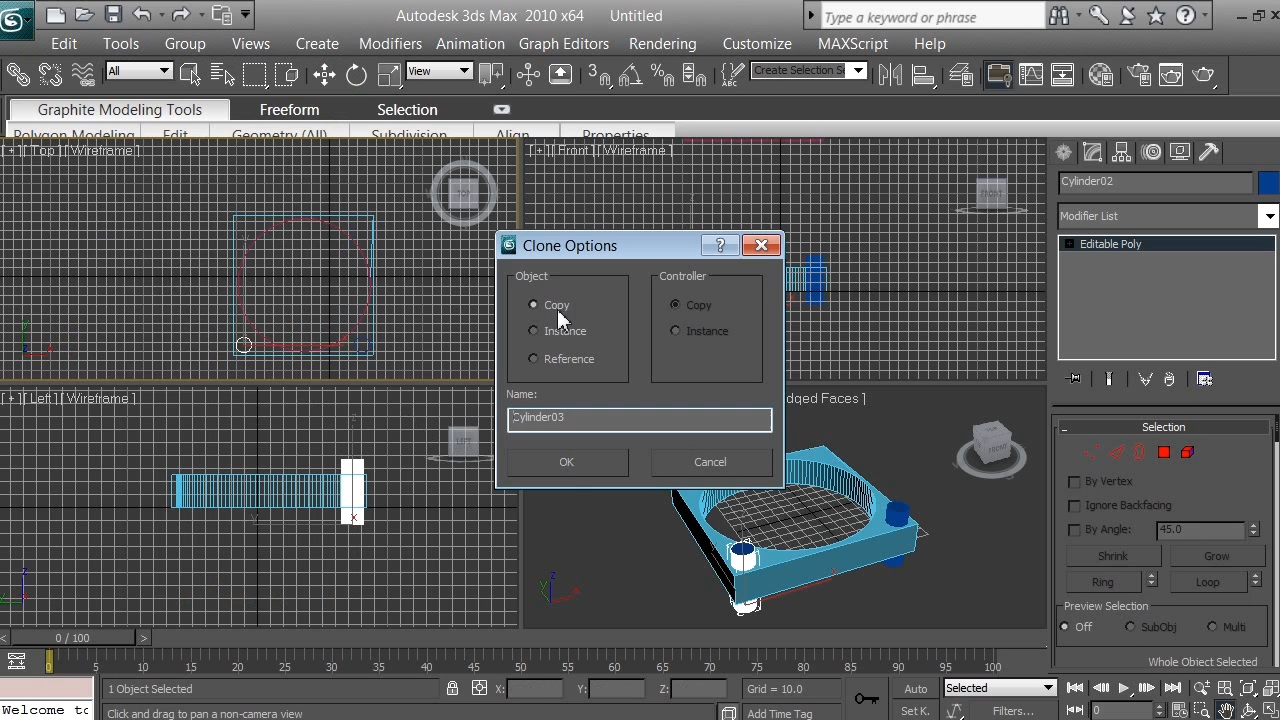 Autodesk 3ds Max 2010 x64 Untitled
Type a keyword or phrase
Edit Tools Group Views Create Modifiers Animation Graph Editors Rendering Customize MAXScript Help
All
View
Create Selection Se
Graphite Modeling Tools Freeform Selection
Polygon Modeling Edit Geometry (All) Subdivision Align Properties
[ + ][ Top ][ Wireframe ]
TOP
[ + ][ Front ][ Wireframe ]
FRONT
Cylinder02
Modifier List
Editable Poly
Clone Options
Object
Copy
Instance
Reference
Controller
Copy
Instance
Name:
Cylinder03
OK Cancel
[ + ][ Left ][ Wireframe ]
LEFT
dged Faces ]
FRONT
Selection
By Vertex
Ignore Backfacing
By Angle: 45.0
Shrink Grow
Ring Loop
Preview Selection
Off SubObj Multi
Whole Object Selected
0 / 100
0 5 10 15 20 25 30 35 40 45 50 55 60 65 70 75 80 85 90 95 100
1 Object Selected X: Y: Z: Grid = 10.0 Auto Selected
Welcome to
Click and drag to pan a non-camera view Add Time Tag Set K. Filters... 0